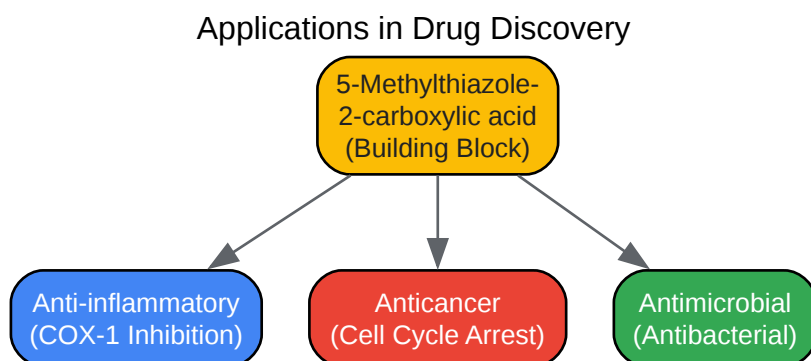 Applications in Drug Discovery
5-Methylthiazole-
2-carboxylic acid
(Building Block)
Anti-inflammatory
(COX-1 Inhibition)
Anticancer
(Cell Cycle Arrest)
Antimicrobial
(Antibacterial)